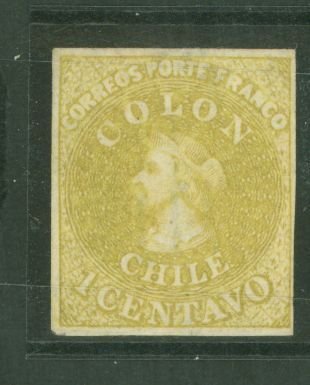 CORREOS PORTE FRANCO
COLON
CHILE
1 CENTAVO